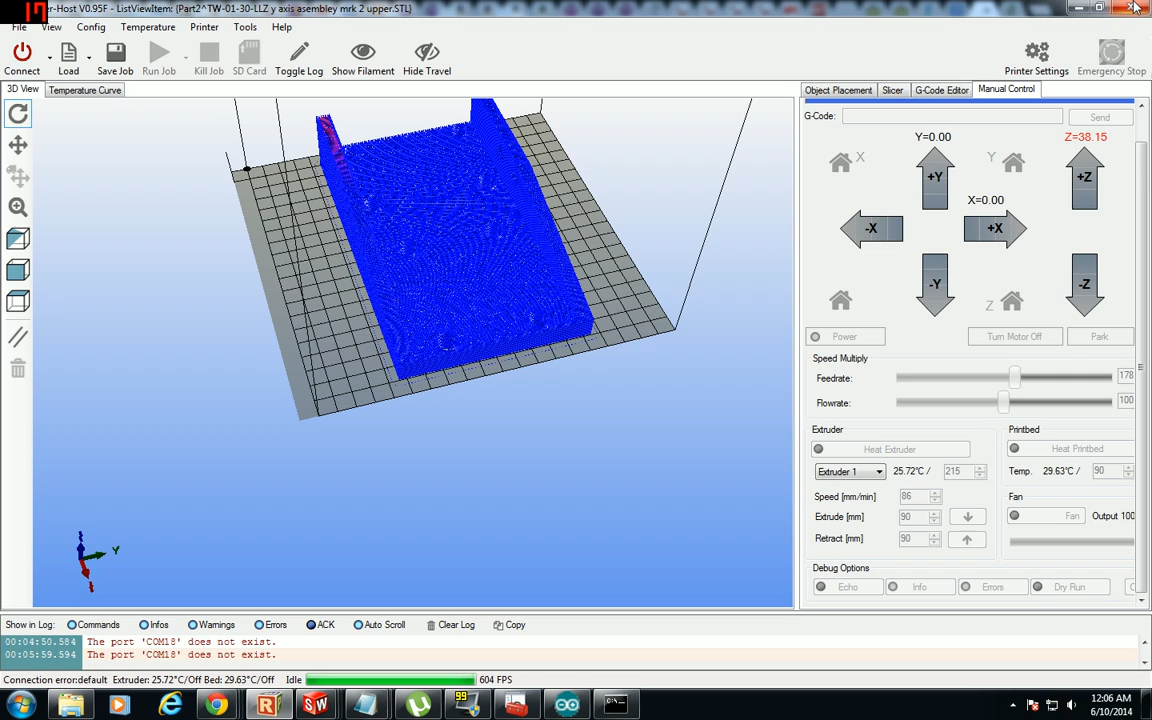 17
er-Host V0.95F - ListViewItem: {Part2^TW-01-30-LLZ y axis asembley mrk 2 upper.STL}
File View Config Temperature Printer Tools Help
Connect Load Save Job Run Job Kill Job SD Card Toggle Log Show Filament Hide Travel Printer Settings Emergency Stop
3D View Temperature Curve Object Placement Slicer G-Code Editor Manual Control
G-Code: Send
Y=0.00 Z=38.15
X Y
+Y +Z
X=0.00
-X +X
-Y -Z
Z
Power Turn Motor Off Park
Speed Multiply
Feedrate: 178
Flowrate: 100
Extruder Printbed
Heat Extruder Heat Printbed
Extruder 1 25.72°C / 215 Temp. 29.63°C / 90
Speed [mm/min] 86 Fan
Extrude [mm] 90 Fan Output 100
Retract [mm] 90
Y
Debug Options
Echo Info Errors Dry Run
Show in Log: Commands Infos Warnings Errors ACK Auto Scroll Clear Log Copy
00:04:50.584 The port 'COM18' does not exist.
00:05:59.594 The port 'COM18' does not exist.
Connection error:default Extruder: 25.72°C/Off Bed: 29.63°C/Off Idle 604 FPS
R SW 99
12:06 AM
6/10/2014